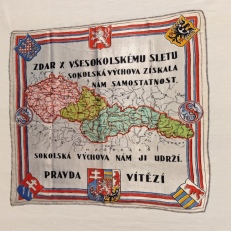 ZDAR X VŠESOKOLSKÉMU SLETU
SOKOLSKÁ VÝCHOVA ZÍSKALA
NÁM SAMOSTATNOST.
SOKOLSKÁ VÝCHOVA NÁM JI UDRŽÍ.
PRAVDA VÍTĚZÍ